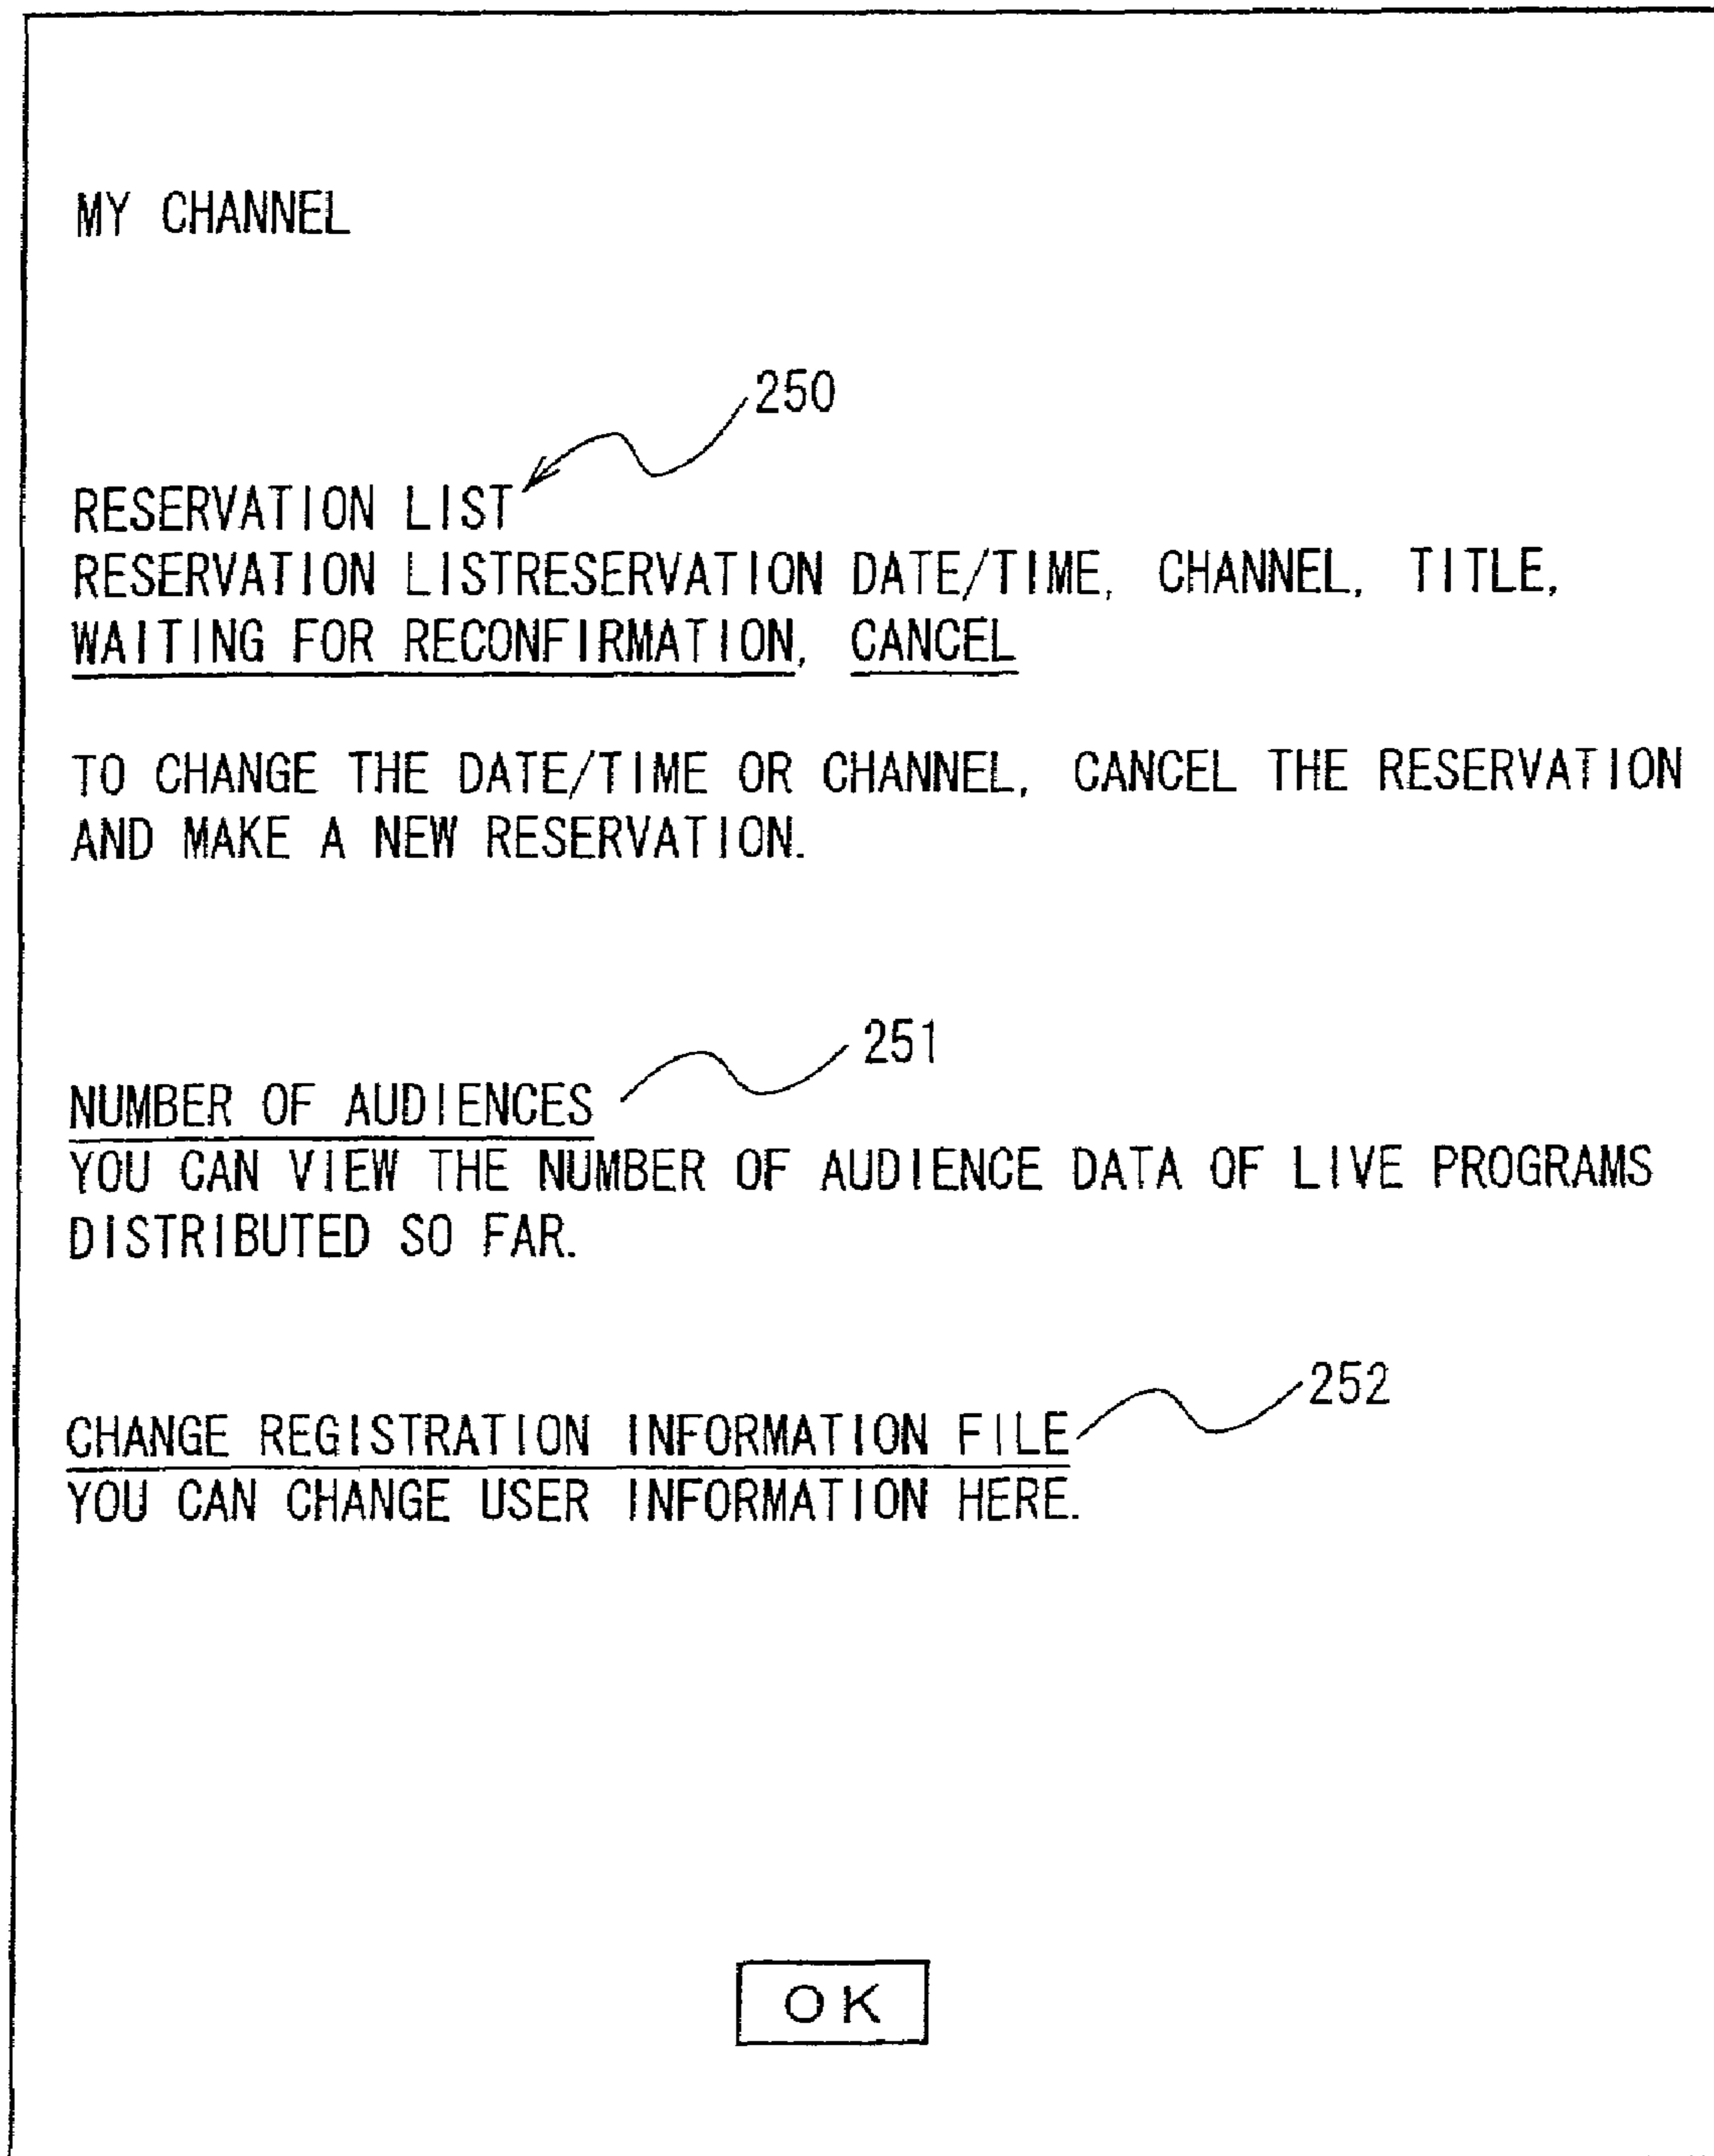 MY CHANNEL
250
RESERVATION LIST
RESERVATION LISTRESERVATION DATE/TIME, CHANNEL, TITLE,
WAITING FOR RECONFIRMATION, CANCEL
TO CHANGE THE DATE/TIME OR CHANNEL, CANCEL THE RESERVATION
AND MAKE A NEW RESERVATION.
251
NUMBER OF AUDIENCES
YOU CAN VIEW THE NUMBER OF AUDIENCE DATA OF LIVE PROGRAMS
DISTRIBUTED SO FAR.
252
CHANGE REGISTRATION INFORMATION FILE
YOU CAN CHANGE USER INFORMATION HERE.
OK